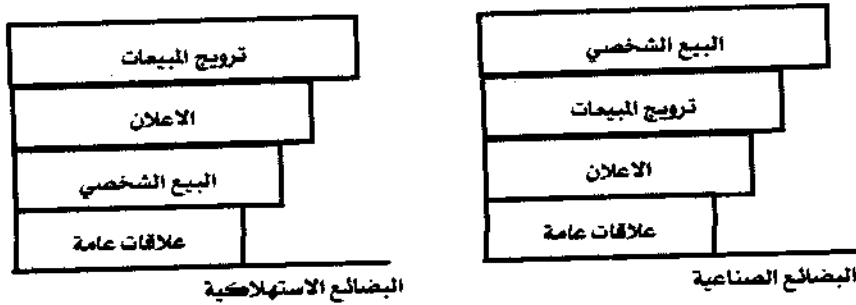 البيع الشخصي
ترويج المبيعات
الاعلان
علاقات عامة
البضائع الصناعية
ترويج المبيعات
الاعلان
البيع الشخصي
علاقات عامة
البضائع الاستهلاكية